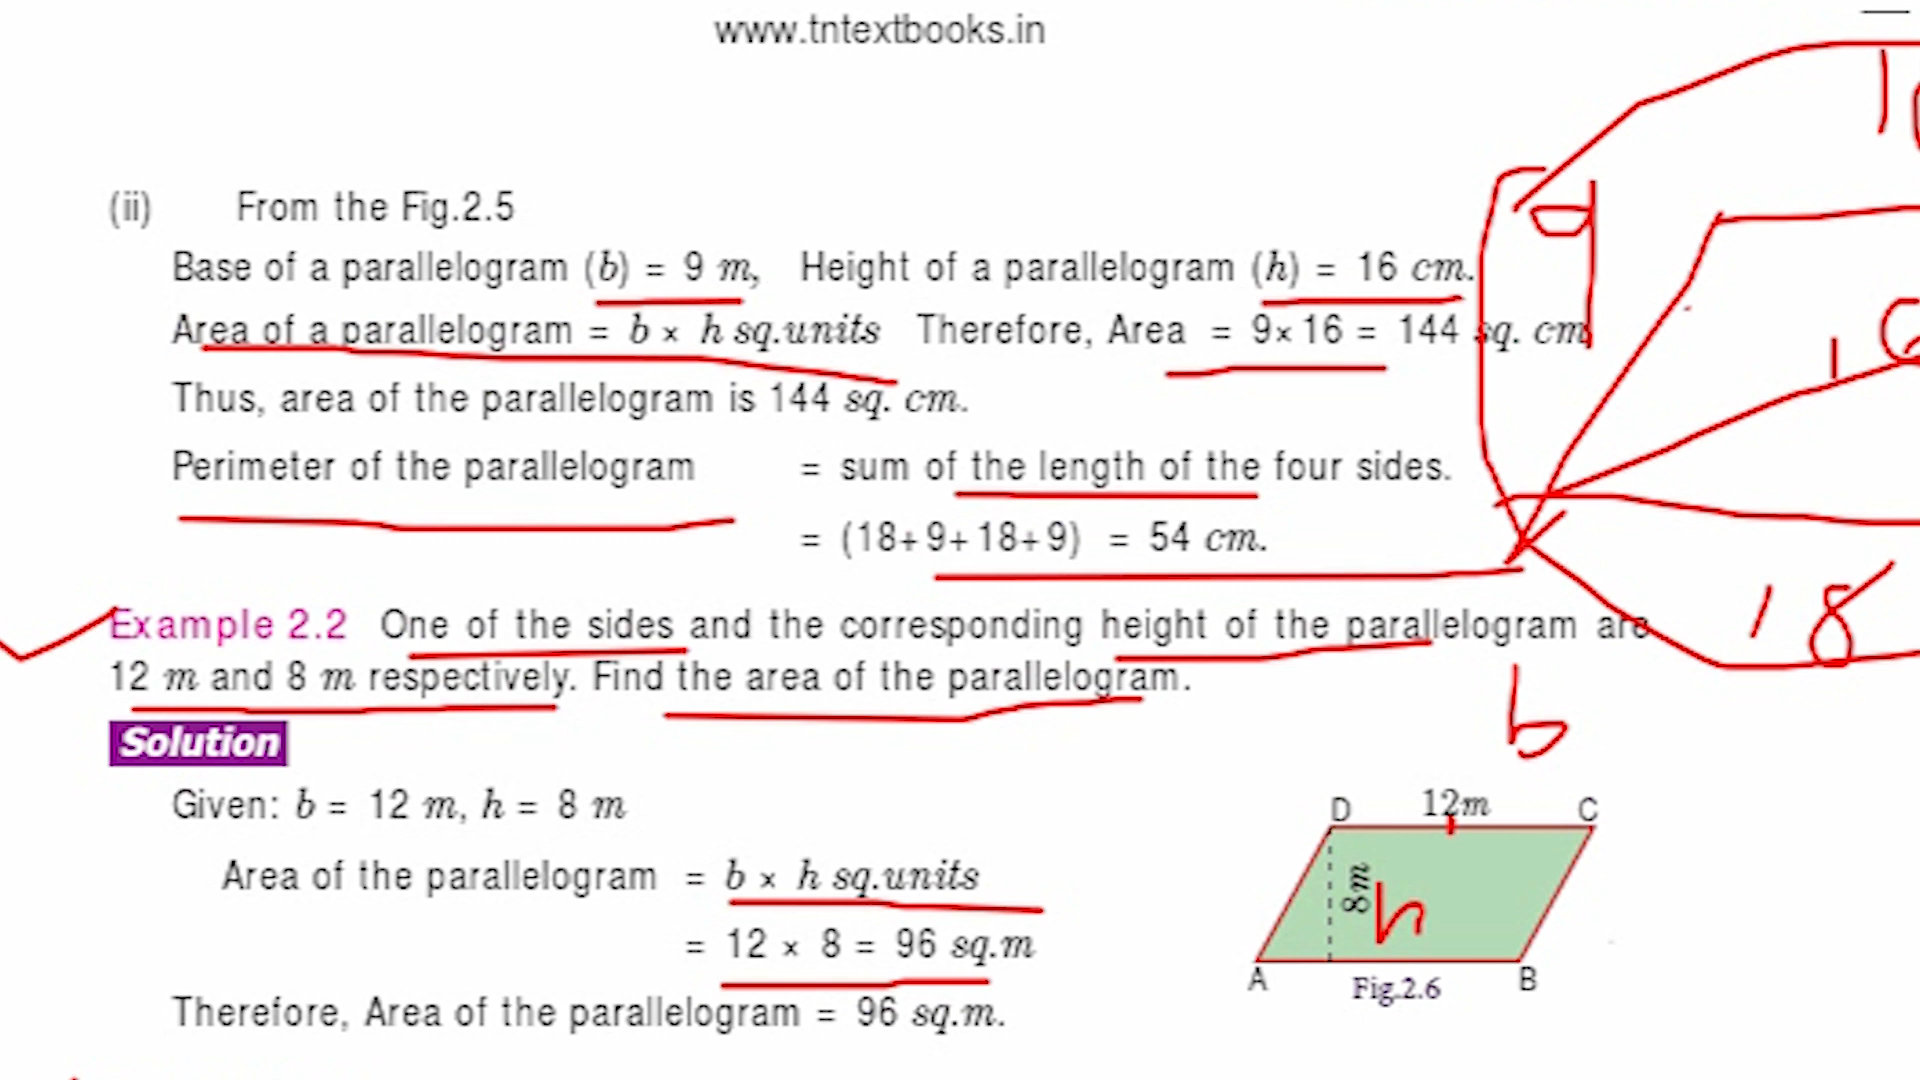 www.tntextbooks.in
(ii) From the Fig.2.5
Base of a parallelogram (b) = 9 m, Height of a parallelogram (h) = 16 cm.
Area of a parallelogram = b × h sq.units Therefore, Area = 9×16 = 144 sq. cm
Thus, area of the parallelogram is 144 sq. cm.
Perimeter of the parallelogram = sum of the length of the four sides.
= (18+9+18+9) = 54 cm.
Example 2.2 One of the sides and the corresponding height of the parallelogram are
12 m and 8 m respectively. Find the area of the parallelogram.
Solution
Given: b = 12 m, h = 8 m
Area of the parallelogram = b × h sq.units
= 12 × 8 = 96 sq.m
Therefore, Area of the parallelogram = 96 sq.m.
9
18
b
D 12m C
8m
h
A B
Fig.2.6